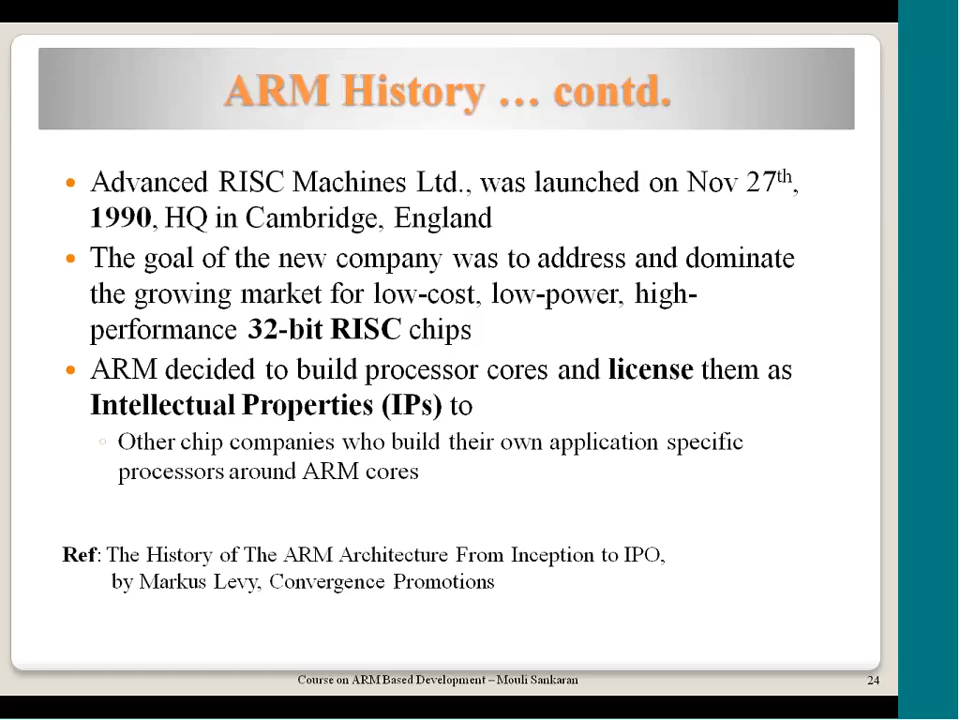 ARM History … contd.
• Advanced RISC Machines Ltd., was launched on Nov 27th,
1990, HQ in Cambridge, England
• The goal of the new company was to address and dominate
the growing market for low-cost, low-power, high-
performance 32-bit RISC chips
• ARM decided to build processor cores and license them as
Intellectual Properties (IPs) to
◦ Other chip companies who build their own application specific
processors around ARM cores
Ref: The History of The ARM Architecture From Inception to IPO,
by Markus Levy, Convergence Promotions
Course on ARM Based Development – Mouli Sankaran
24